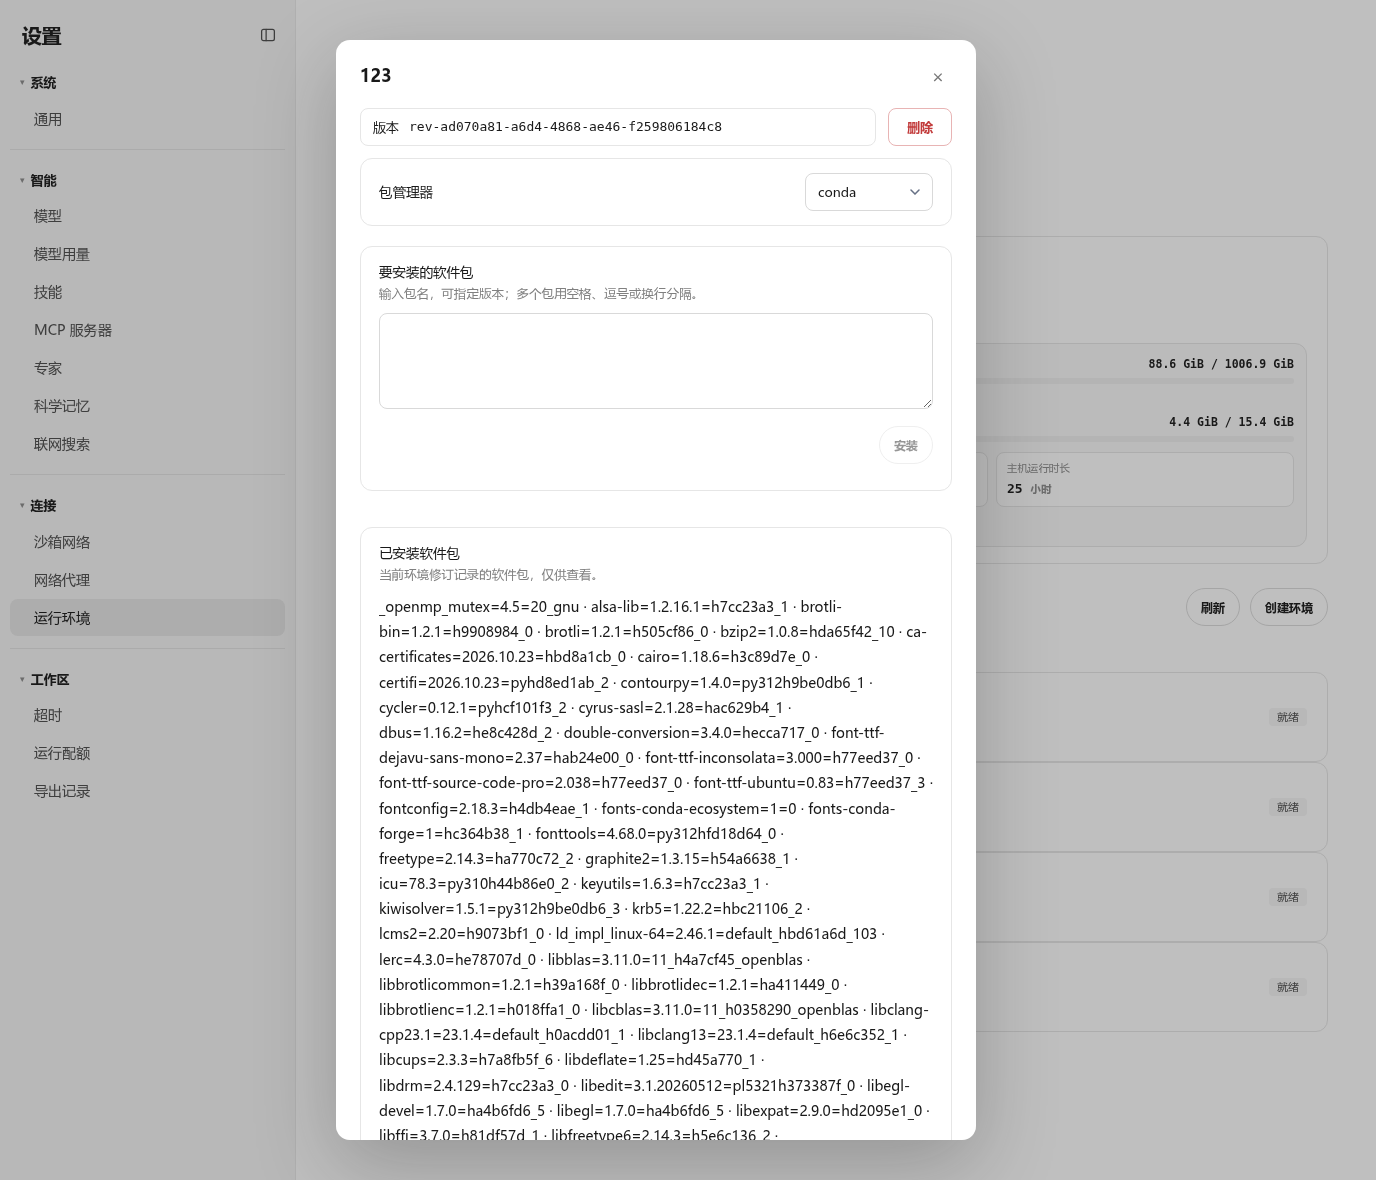 设置
系统
通用
智能
模型
模型用量
技能
MCP 服务器
专家
科学记忆
联网搜索
连接
沙箱网络
网络代理
运行环境
工作区
超时
运行配额
导出记录
123
×
版本 rev-ad070a81-a6d4-4868-ae46-f259806184c8
删除
包管理器
conda
要安装的软件包
输入包名，可指定版本；多个包用空格、逗号或换行分隔。
安装
已安装软件包
当前环境修订记录的软件包，仅供查看。
_openmp_mutex=4.5=20_gnu · alsa-lib=1.2.16.1=h7cc23a3_1 · brotli-
bin=1.2.1=h9908984_0 · brotli=1.2.1=h505cf86_0 · bzip2=1.0.8=hda65f42_10 · ca-
certificates=2026.10.23=hbd8a1cb_0 · cairo=1.18.6=h3c89d7e_0 ·
certifi=2026.10.23=pyhd8ed1ab_2 · contourpy=1.4.0=py312h9be0db6_1 ·
cycler=0.12.1=pyhcf101f3_2 · cyrus-sasl=2.1.28=hac629b4_1 ·
dbus=1.16.2=he8c428d_2 · double-conversion=3.4.0=hecca717_0 · font-ttf-
dejavu-sans-mono=2.37=hab24e00_0 · font-ttf-inconsolata=3.000=h77eed37_0 ·
font-ttf-source-code-pro=2.038=h77eed37_0 · font-ttf-ubuntu=0.83=h77eed37_3 ·
fontconfig=2.18.3=h4db4eae_1 · fonts-conda-ecosystem=1=0 · fonts-conda-
forge=1=hc364b38_1 · fonttools=4.68.0=py312hfd18d64_0 ·
freetype=2.14.3=ha770c72_2 · graphite2=1.3.15=h54a6638_1 ·
icu=78.3=py310h44b86e0_2 · keyutils=1.6.3=h7cc23a3_1 ·
kiwisolver=1.5.1=py312h9be0db6_3 · krb5=1.22.2=hbc21106_2 ·
lcms2=2.20=h9073bf1_0 · ld_impl_linux-64=2.46.1=default_hbd61a6d_103 ·
lerc=4.3.0=he78707d_0 · libblas=3.11.0=11_h4a7cf45_openblas ·
libbrotlicommon=1.2.1=h39a168f_0 · libbrotlidec=1.2.1=ha411449_0 ·
libbrotlienc=1.2.1=h018ffa1_0 · libcblas=3.11.0=11_h0358290_openblas · libclang-
cpp23.1=23.1.4=default_h0acdd01_1 · libclang13=23.1.4=default_h6e6c352_1 ·
libcups=2.3.3=h7a8fb5f_6 · libdeflate=1.25=hd45a770_1 ·
libdrm=2.4.129=h7cc23a3_0 · libedit=3.1.20260512=pl5321h373387f_0 · libegl-
devel=1.7.0=ha4b6fd6_5 · libegl=1.7.0=ha4b6fd6_5 · libexpat=2.9.0=hd2095e1_0 ·
libffi=3.7.0=h81df57d_1 · libfreetype6=2.14.3=h5e6c136_2 ·
88.6 GiB / 1006.9 GiB
4.4 GiB / 15.4 GiB
主机运行时长
25 小时
刷新
创建环境
就绪
就绪
就绪
就绪